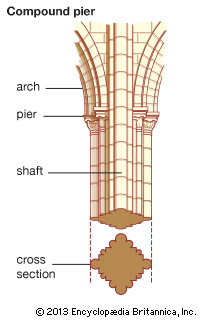 Compound pier
arch
pier
shaft
cross
section
© 2013 Encyclopædia Britannica, Inc.